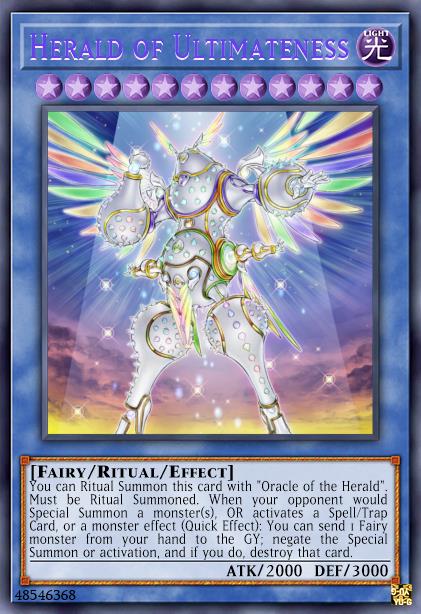 HERALD OF ULTIMATENESS
LIGHT
光
[FAIRY/RITUAL/EFFECT]
You can Ritual Summon this card with "Oracle of the Herald".
Must be Ritual Summoned. When your opponent would
Special Summon a monster(s), OR activates a Spell/Trap
Card, or a monster effect (Quick Effect): You can send 1 Fairy
monster from your hand to the GY; negate the Special
Summon or activation, and if you do, destroy that card.
ATK/2000 DEF/3000
48546368